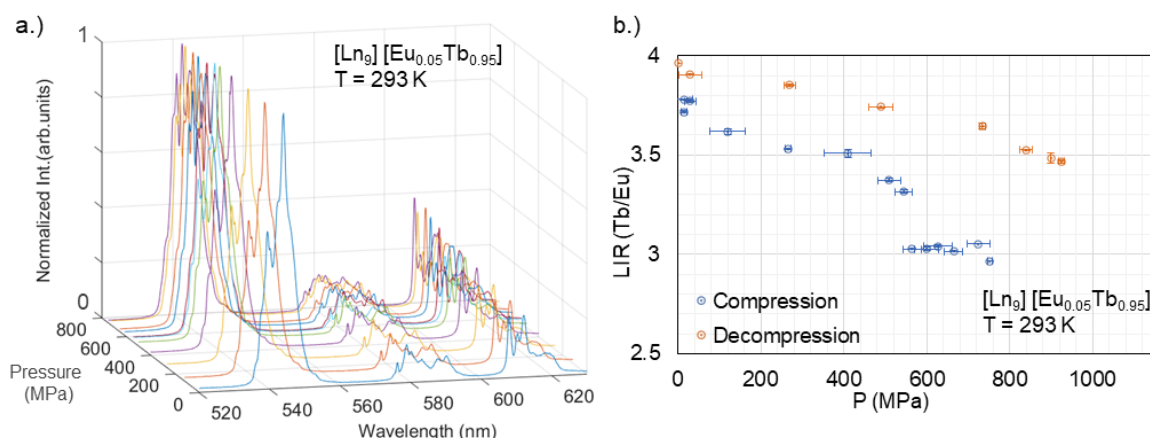 a.)
[Ln9] [Eu0.05Tb0.95]
T = 293 K
1
0
Normalized Int.(arb.units)
800
600
400
200
0
Pressure
(MPa)
520
540
560
580
600
620
Wavelength (nm)
b.)
4
3.5
3
2.5
LIR (Tb/Eu)
Compression
Decompression
[Ln9] [Eu0.05Tb0.95]
T = 293 K
0
200
400
600
800
1000
P (MPa)